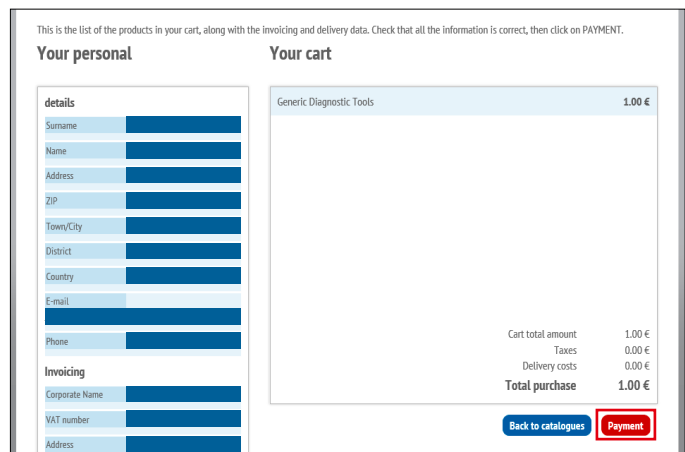 This is the list of the products in your cart, along with the invoicing and delivery data. Check that all the information is correct, then click on PAYMENT.
Your personal
details
Surname
Name
Address
ZIP
Town/City
District
Country
E-mail
Phone
Invoicing
Corporate Name
VAT number
Address
Your cart
Generic Diagnostic Tools 1.00 €
Cart total amount 1.00 €
Taxes 0.00 €
Delivery costs 0.00 €
Total purchase 1.00 €
Back to catalogues Payment